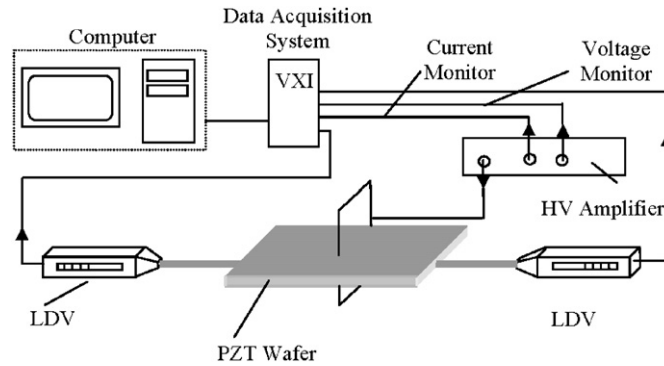 Data Acquisition
System
Computer
VXI
Current
Monitor
Voltage
Monitor
HV Amplifier
LDV
LDV
PZT Wafer